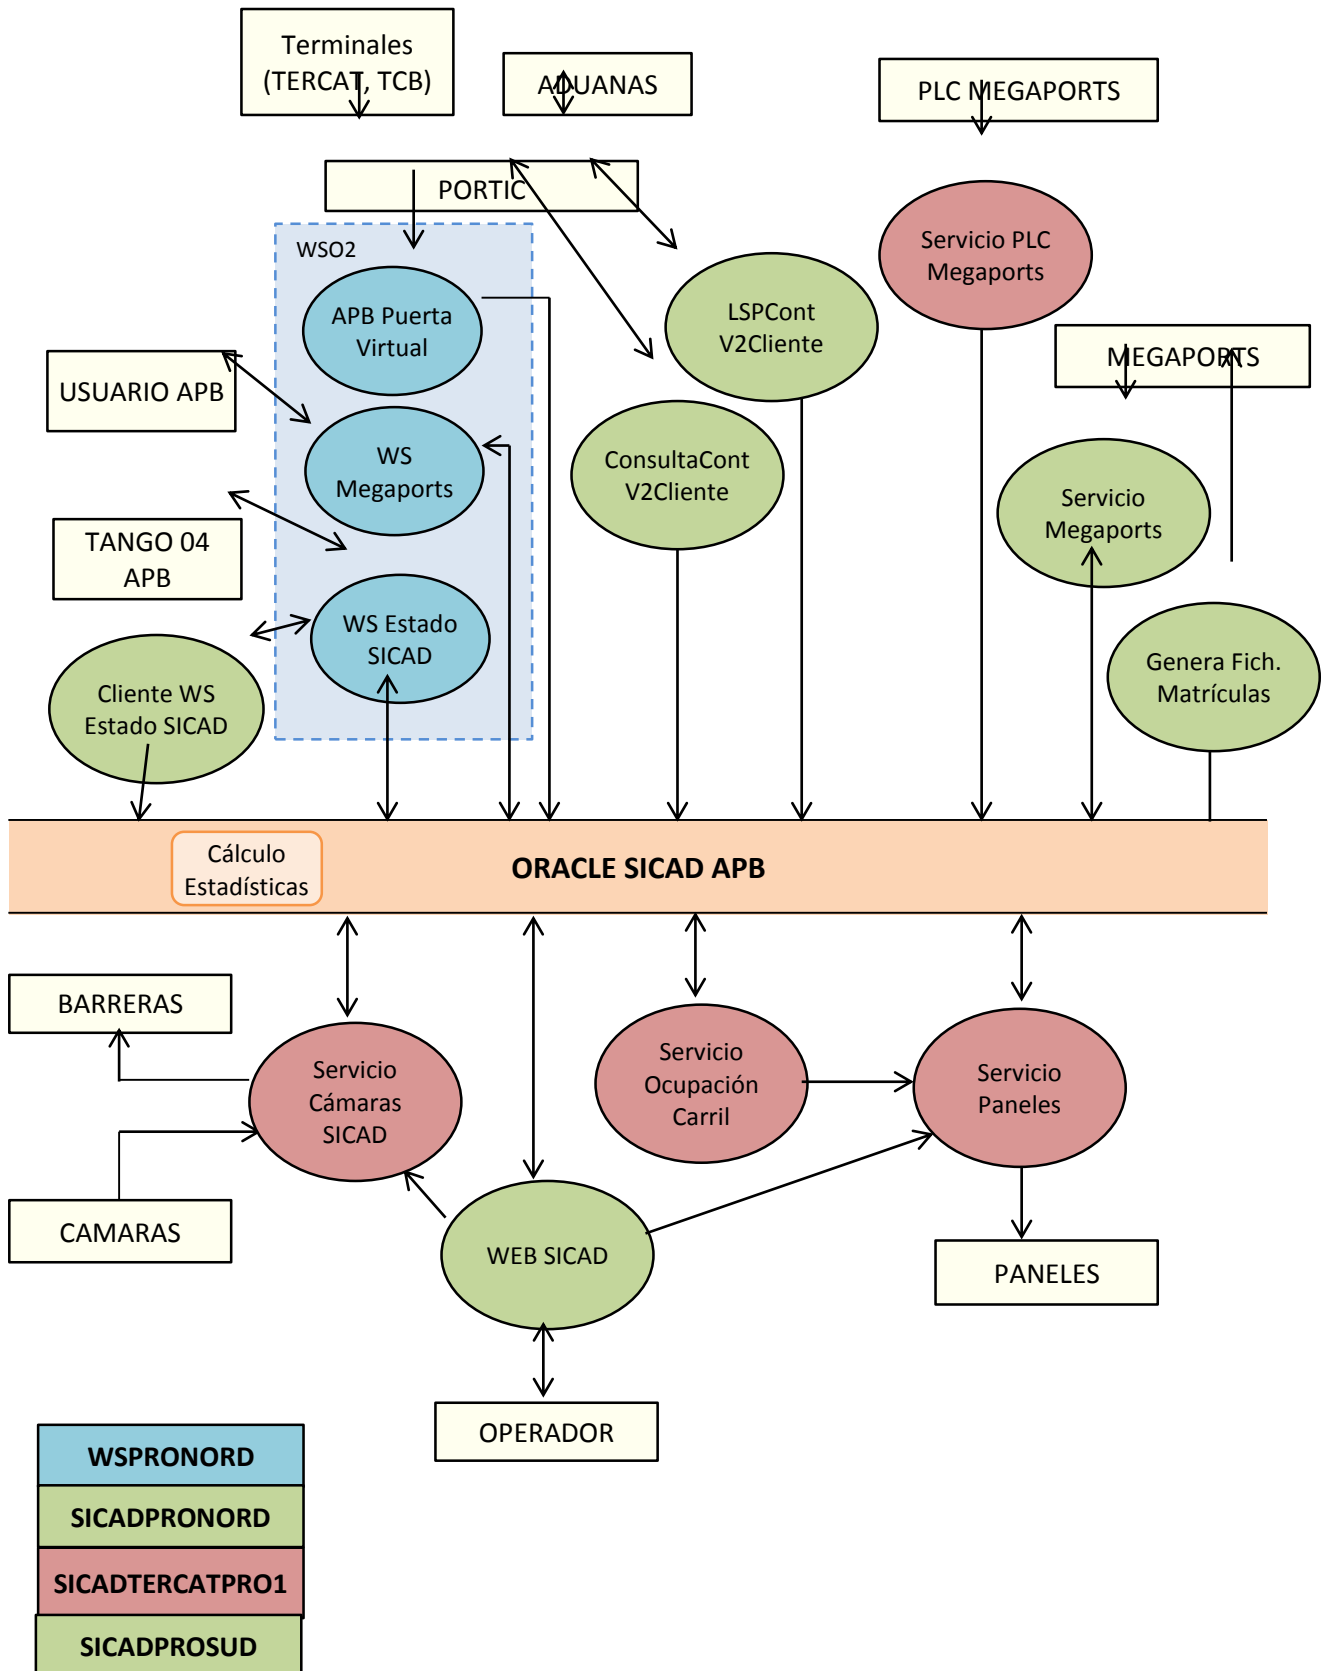 Terminales
(TERCAT, TCB)
ADUANAS
PLC MEGAPORTS
PORTIC
WSO2
APB Puerta
Virtual
Servicio PLC
Megaports
LSPCont
V2Cliente
MEGAPORTS
USUARIO APB
WS
Megaports
ConsultaCont
V2Cliente
Servicio
Megaports
TANGO 04
APB
WS Estado
SICAD
Genera Fich.
Matrículas
Cliente WS
Estado SICAD
Cálculo
Estadísticas
ORACLE SICAD APB
BARRERAS
Servicio
Cámaras
SICAD
Servicio
Ocupación
Carril
Servicio
Paneles
CAMARAS
WEB SICAD
PANELES
OPERADOR
WSPRONORD
SICADPRONORD
SICADTERCATPRO1
SICADPROSUD